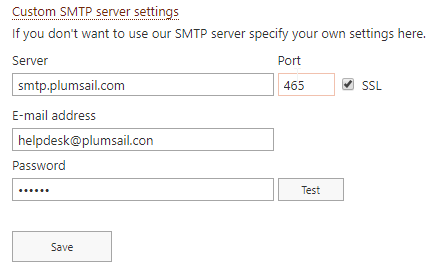 Custom SMTP server settings
If you don't want to use our SMTP server specify your own settings here.
Server Port
smtp.plumsail.com 465 SSL
E-mail address
helpdesk@plumsail.con
Password
•••••• Test
Save